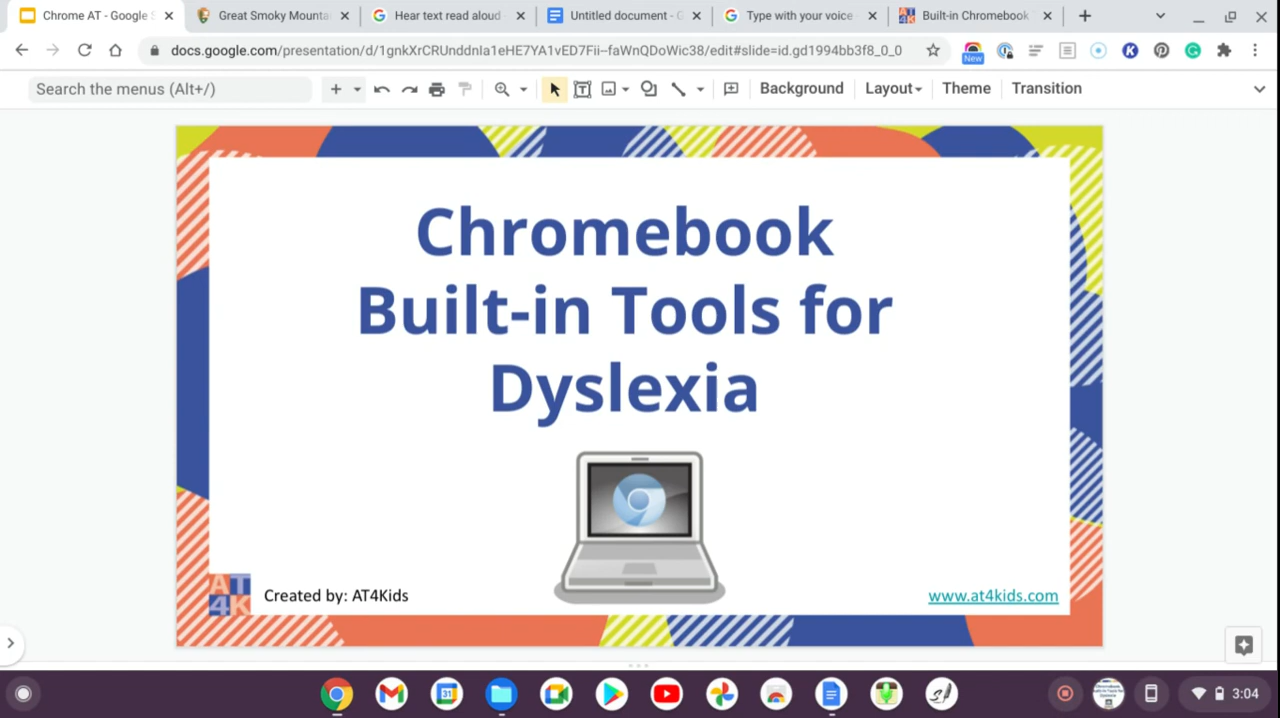 Chrome AT - Google S
Great Smoky Mounta
Hear text read aloud
Untitled document - G
Type with your voice
Built-in Chromebook
docs.google.com/presentation/d/1gnkXrCRUnddnIa1eHE7YA1vED7Fii-faWnQDoWic38/edit#slide=id.gd1994bb3f8_0_0
New
Search the menus (Alt+/)
Background
Layout
Theme
Transition
Chromebook
Built-in Tools for
Dyslexia
AT
4K
Created by: AT4Kids
www.at4kids.com
31
3:04